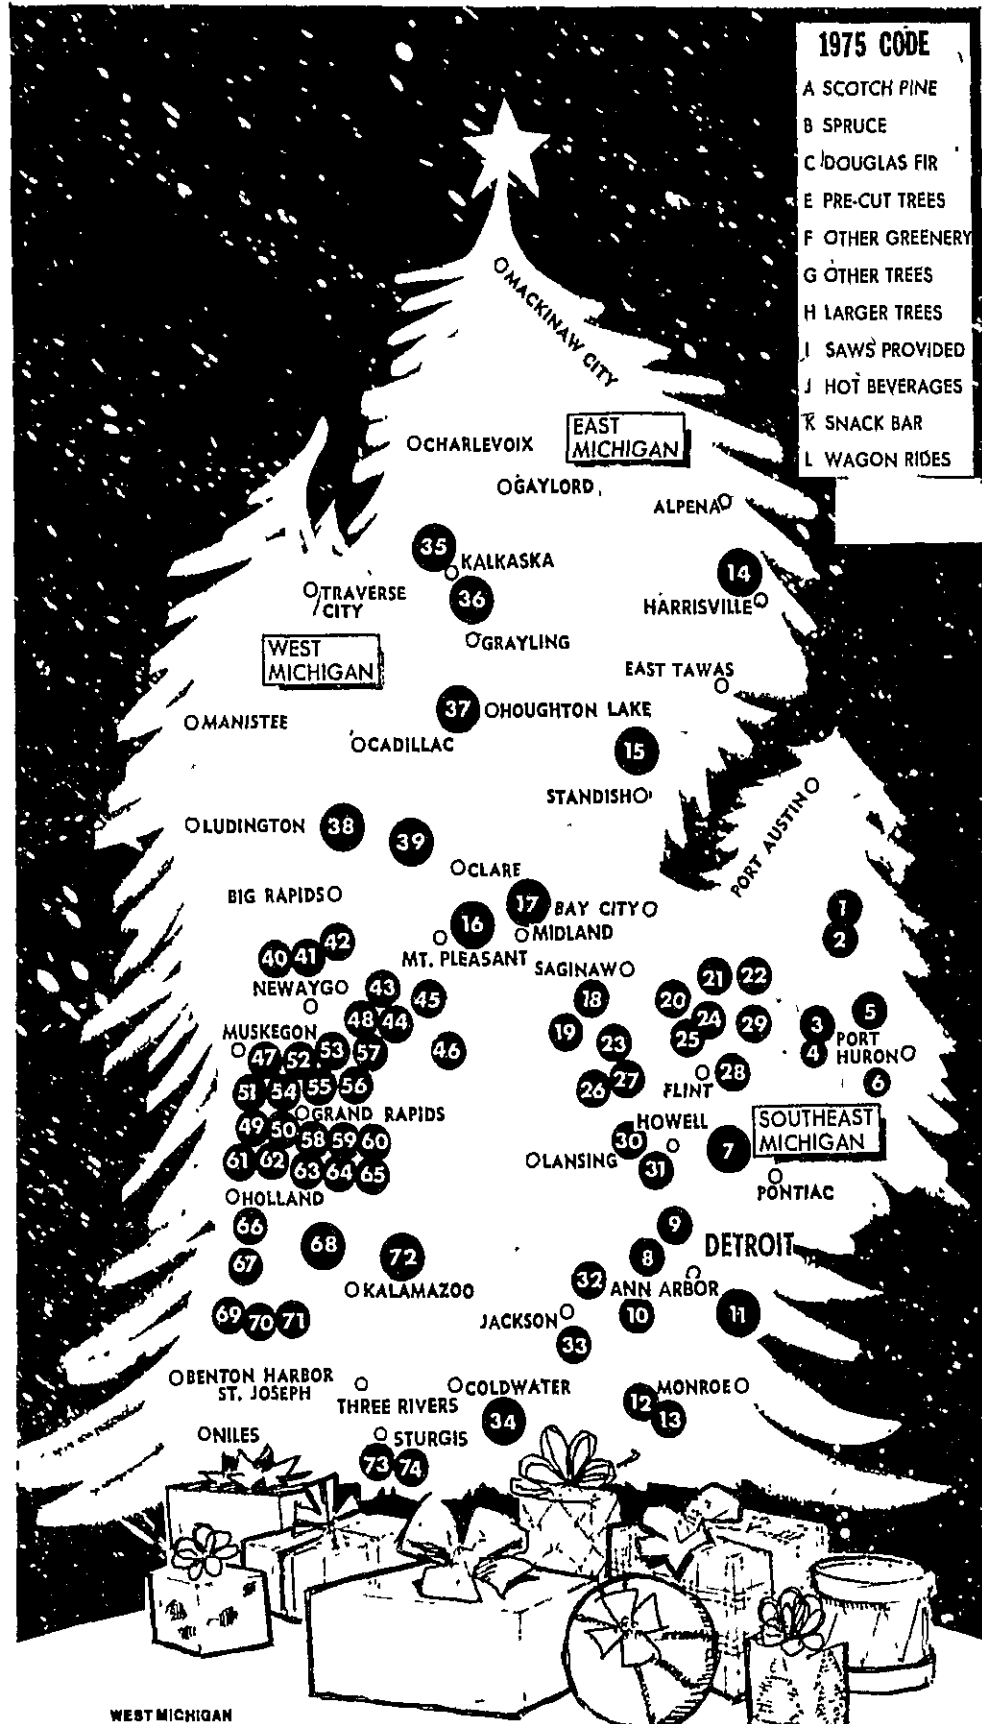 1975 CODE
A SCOTCH PINE
B SPRUCE
C DOUGLAS FIR
E PRE-CUT TREES
F OTHER GREENERY
G OTHER TREES
H LARGER TREES
I SAWS PROVIDED
J HOT BEVERAGES
K SNACK BAR
L WAGON RIDES
MACKINAW CITY
CHARLEVOIX
EAST
MICHIGAN
GAYLORD
ALPENA
35
KALKASKA
14
TRAVERSE
CITY
36
HARRISVILLE
GRAYLING
WEST
MICHIGAN
EAST TAWAS
37
HOUGHTON LAKE
MANISTEE
CADILLAC
15
STANDISH
PORT AUSTIN
LUDINGTON
38
39
CLARE
BIG RAPIDS
17
BAY CITY
1
16
MIDLAND
2
42
MT. PLEASANT
40
41
SAGINAW
21
22
NEWAYGO
43
45
18
20
5
48
44
24
29
3
MUSKEGON
19
25
PORT
HURON
47
52
53
57
46
23
4
28
6
51
54
55
56
26
27
FLINT
GRAND RAPIDS
HOWELL
SOUTHEAST
MICHIGAN
49
50
58
59
60
30
7
61
62
63
64
65
LANSING
31
PONTIAC
HOLLAND
66
9
68
72
8
DETROIT
67
32
ANN ARBOR
KALAMAZOO
69
70
71
JACKSON
10
11
33
BENTON HARBOR
ST. JOSEPH
THREE RIVERS
COLDWATER
MONROE
12
13
34
NILES
STURGIS
73
74
WEST MICHIGAN